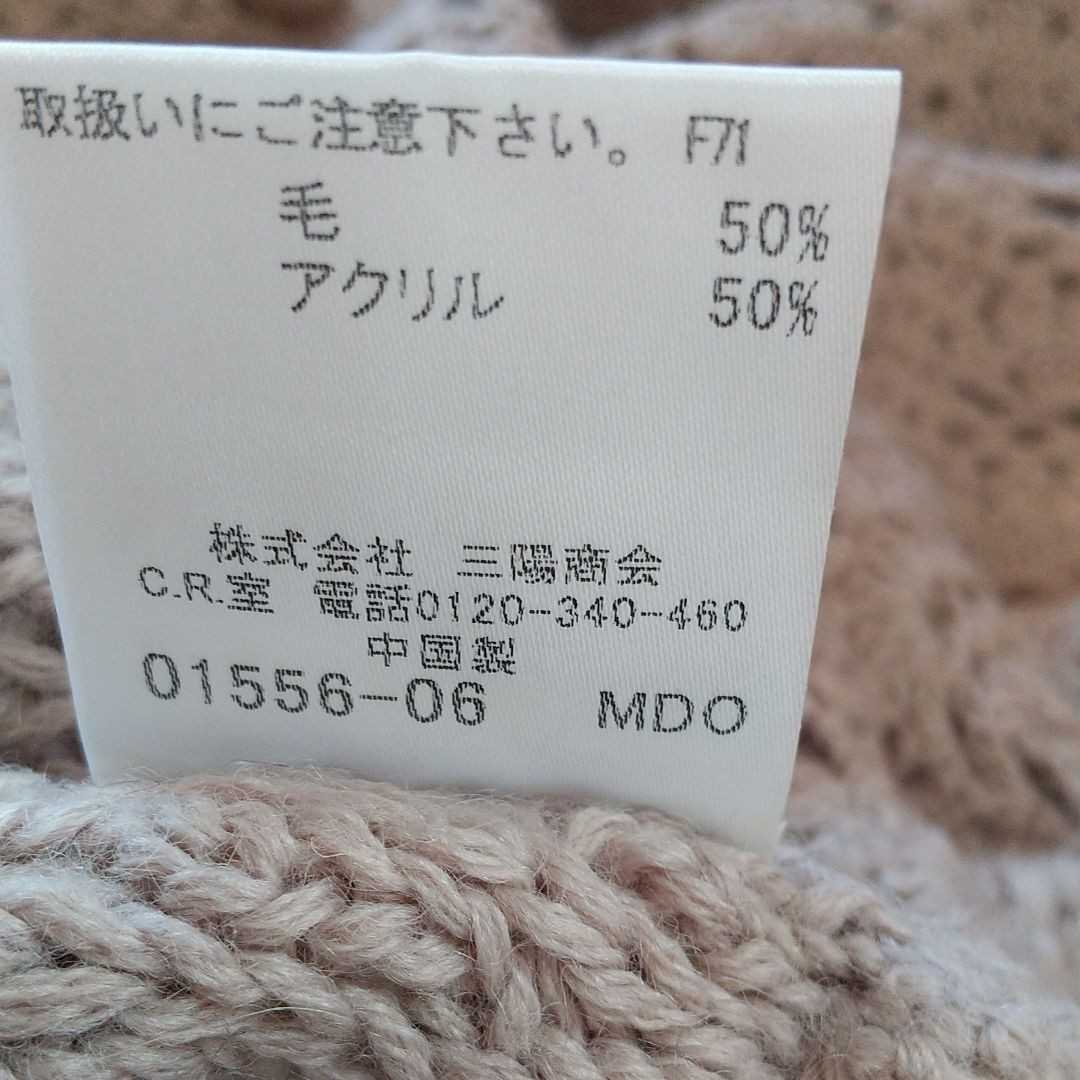 取扱いにご注意下さい。 F71
毛 50%
アクリル 50%
株式会社 三陽商会
C.R.室 電話0120-340-460
中国製
01556-06 MDO